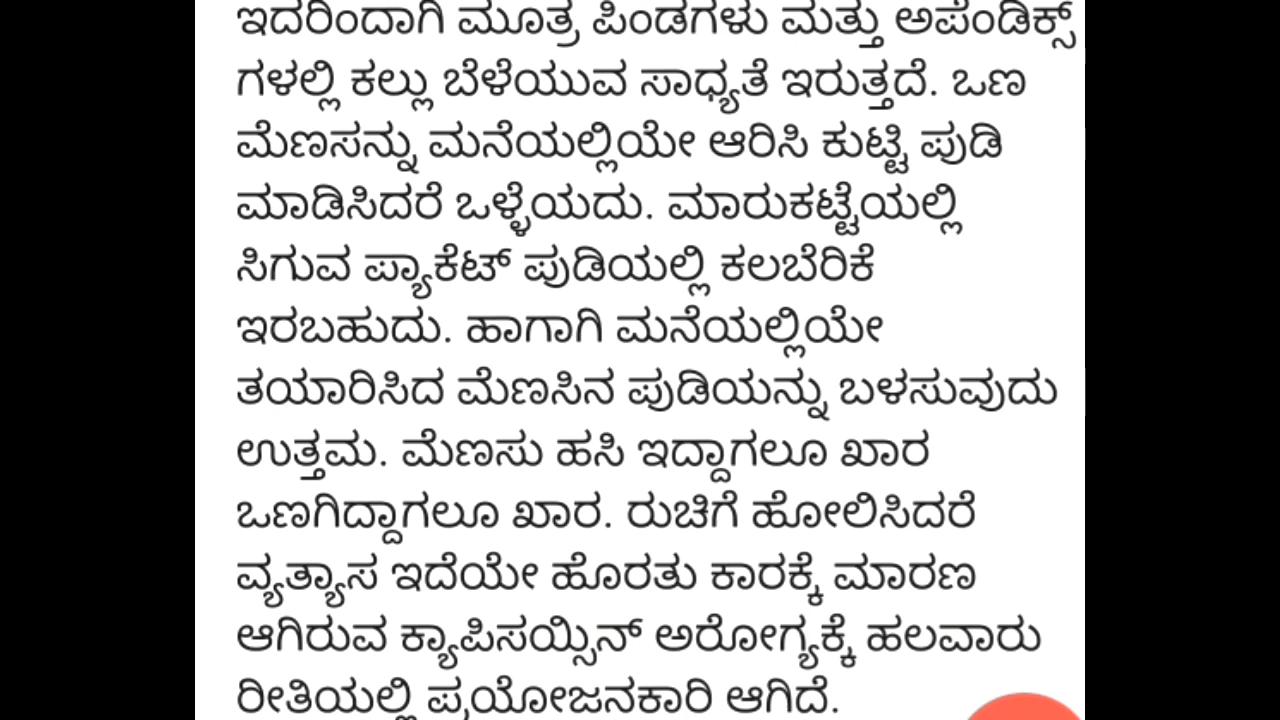 ಇದರಿಂದಾಗಿ ಮೂತ್ರ ಪಿಂಡಗಳು ಮತ್ತು ಅಪೆಂಡಿಕ್ಸ್
ಗಳಲ್ಲಿ ಕಲ್ಲು ಬೆಳೆಯುವ ಸಾಧ್ಯತೆ ಇರುತ್ತದೆ. ಒಣ
ಮೆಣಸನ್ನು ಮನೆಯಲ್ಲಿಯೇ ಆರಿಸಿ ಕುಟ್ಟಿ ಪುಡಿ
ಮಾಡಿಸಿದರೆ ಒಳ್ಳೆಯದು. ಮಾರುಕಟ್ಟೆಯಲ್ಲಿ
ಸಿಗುವ ಪ್ಯಾಕೆಟ್ ಪುಡಿಯಲ್ಲಿ ಕಲಬೆರಿಕೆ
ಇರಬಹುದು. ಹಾಗಾಗಿ ಮನೆಯಲ್ಲಿಯೇ
ತಯಾರಿಸಿದ ಮೆಣಸಿನ ಪುಡಿಯನ್ನು ಬಳಸುವುದು
ಉತ್ತಮ. ಮೆಣಸು ಹಸಿ ಇದ್ದಾಗಲೂ ಖಾರ
ಒಣಗಿದ್ದಾಗಲೂ ಖಾರ. ರುಚಿಗೆ ಹೋಲಿಸಿದರೆ
ವ್ಯತ್ಯಾಸ ಇದೆಯೇ ಹೊರತು ಕಾರಕ್ಕೆ ಮಾರಣ
ಆಗಿರುವ ಕ್ಯಾಪಿಸಯ್ಸಿನ್ ಅರೋಗ್ಯಕ್ಕೆ ಹಲವಾರು
ರೀತಿಯಲ್ಲಿ ಪ್ರಯೋಜನಕಾರಿ ಆಗಿದೆ.